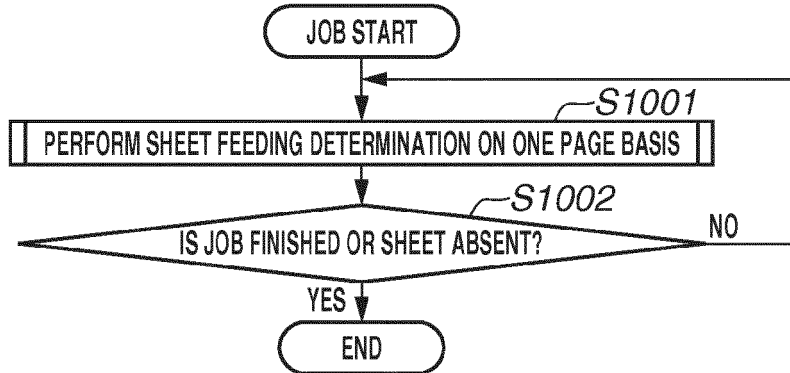 JOB START
S1001
PERFORM SHEET FEEDING DETERMINATION ON ONE PAGE BASIS
S1002
IS JOB FINISHED OR SHEET ABSENT?
NO
YES
END